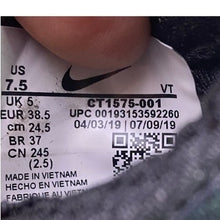 US
7.5
VT
UK 5
CT1575-001
EUR 38.5
UPC 00193153592260
cm 24.5
04/03/19
07/09/19
BR 37
CN 245
(2.5)
MADE IN VIETNAM
HECHO EN VIETNAM
FABRIQUÉ AU VIETNAM